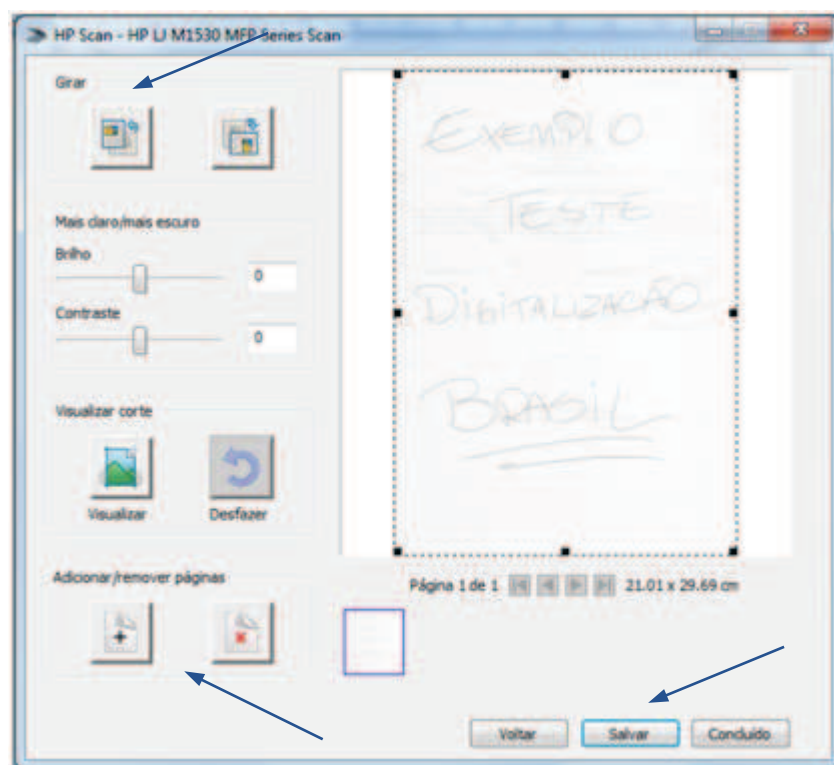 HP Scan - HP LJ M1530 MFP Series Scan
Girar
Mais claro/mais escuro
Brilho
0
Contraste
0
Visualizar corte
Visualizar
Desfazer
Adicionar/remover páginas
EXEMPLO
TESTE
DIGITALIZAÇÃO
BRASIL
Página 1 de 1
21.01 x 29.69 cm
Voltar
Salvar
Concluído